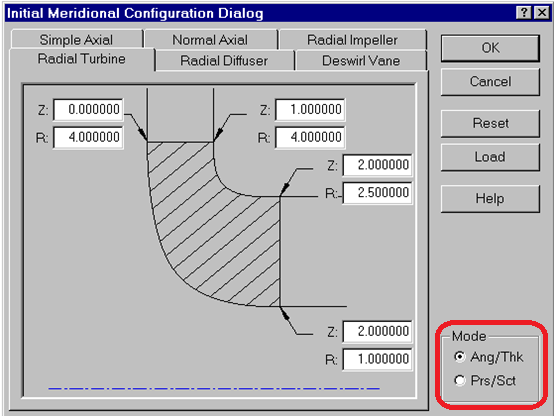 Initial Meridional Configuration Dialog
Simple Axial Normal Axial Radial Impeller
Radial Turbine Radial Diffuser Deswirl Vane
Z: 0.000000 Z: 1.000000
R: 4.000000 R: 4.000000
Z: 2.000000
R: 2.500000
Z: 2.000000
R: 1.000000
OK
Cancel
Reset
Load
Help
Mode
Ang/Thk
Prs/Sct